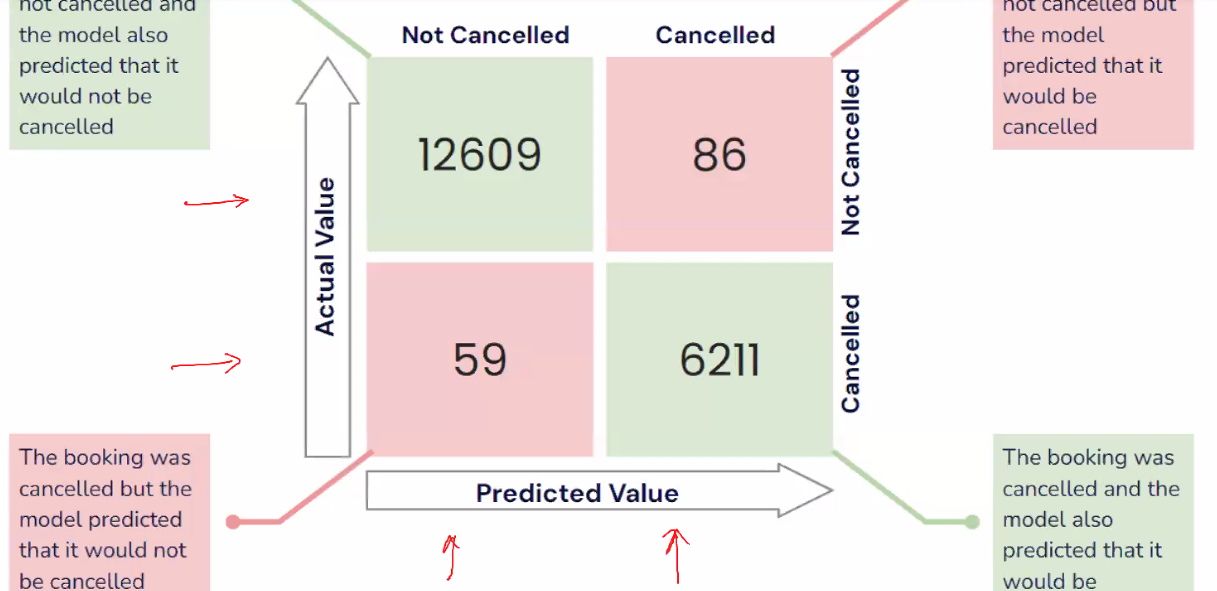 not cancelled and
the model also
predicted that it
would not be
cancelled
Not Cancelled
Cancelled
not cancelled but
the model
predicted that it
would be
cancelled
Actual Value
12609
86
Not Cancelled
59
6211
Cancelled
Predicted Value
The booking was
cancelled but the
model predicted
that it would not
be cancelled
The booking was
cancelled and the
model also
predicted that it
would be